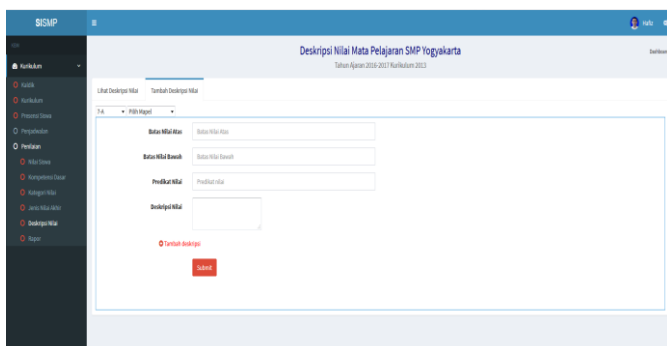 SISMP
Hafu
Kurikulum
Deskripsi Nilai Mata Pelajaran SMP Yogyakarta
Tahun Ajaran 2016-2017 Kurikulum 2013
Dashboard
Kurikulum
Presensi Siswa
Penjadwalan
Penilaian
Nilai Siswa
Kompetensi Dasar
Kategori Nilai
Jenis Nilai Akhir
Deskripsi Nilai
Rapor
Lihat Deskripsi Nilai
Tambah Deskripsi Nilai
7-A
Pilih Mapel
Batas Nilai Atas
Batas Nilai Atas
Batas Nilai Bawah
Batas Nilai Bawah
Predikat Nilai
Predikat nilai
Deskripsi Nilai
Tambah deskripsi
Submit